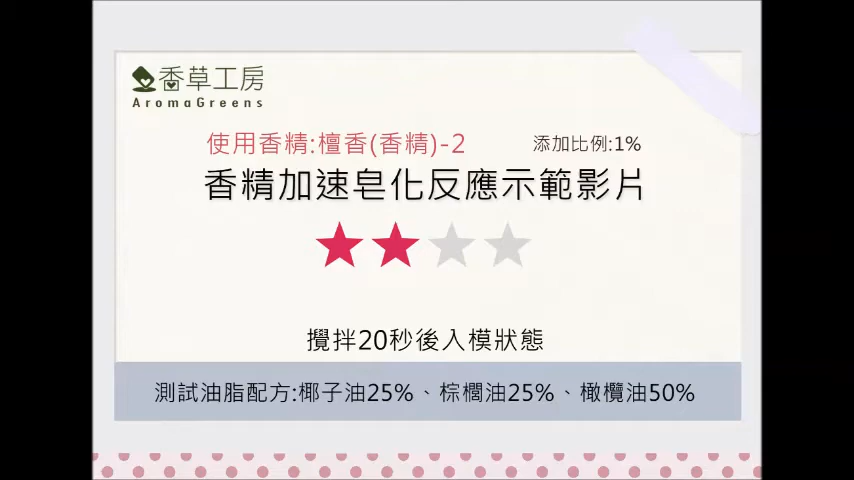 香草工房
AromaGreens
使用香精:檀香(香精)-2
添加比例:1%
香精加速皂化反應示範影片
攪拌20秒後入模狀態
測試油脂配方:椰子油25%、棕櫚油25%、橄欖油50%